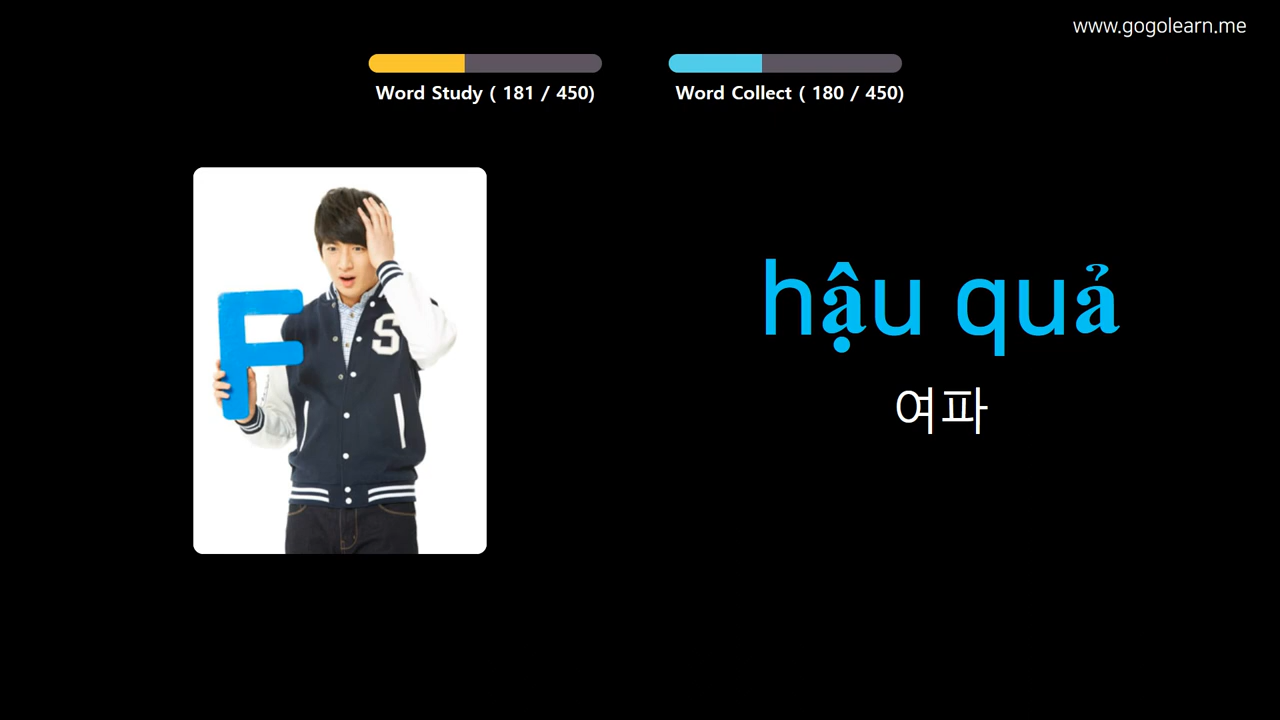 www.gogolearn.me
Word Study ( 181 / 450)
Word Collect ( 180 / 450)
F
S
hậu quả
여파